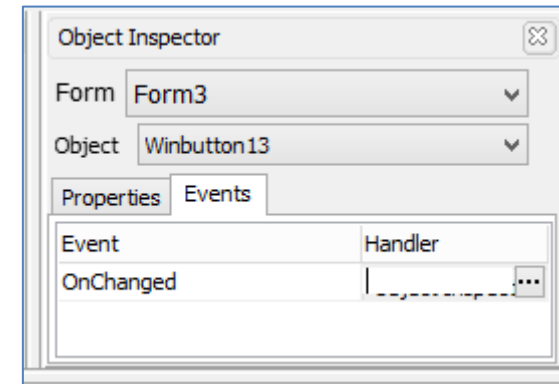 Object Inspector
Form Form3
Object Winbutton13
Properties Events
Event Handler
OnChanged ...